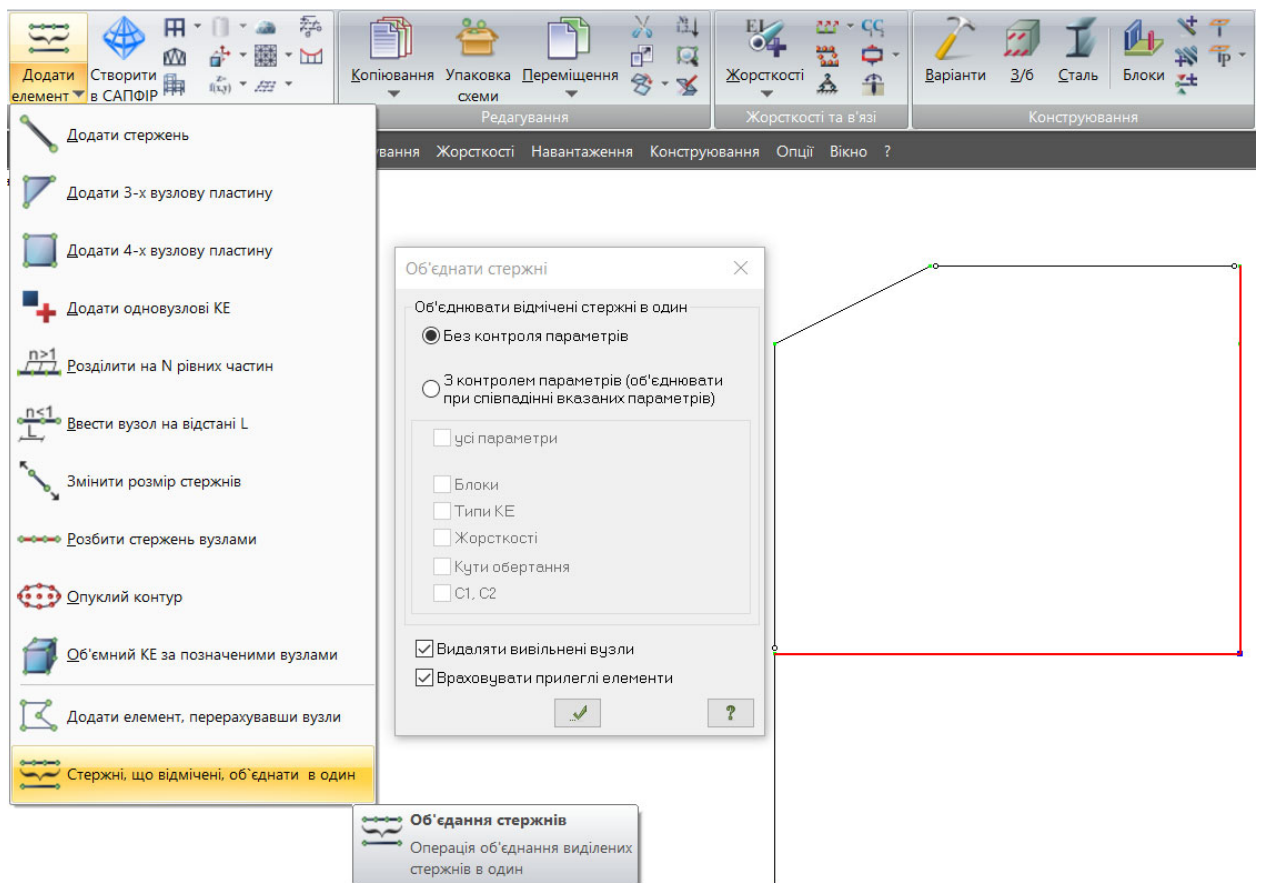 Додати
елемент
Створити
в САПФІР
f(x,y)
Копіювання
Упаковка
схеми
Переміщення
Редагування
EI
Жорсткості
Жорсткості та в'язі
Варіанти
З/б
Сталь
Блоки
Конструювання
вання Жорсткості Навантаження Конструювання Опції Вікно ?
Додати стержень
Додати 3-х вузлову пластину
Додати 4-х вузлову пластину
Додати одновузлові КЕ
n>1
Розділити на N рівних частин
n<1
L
Ввести вузол на відстані L
Змінити розмір стержнів
Розбити стержень вузлами
Опуклий контур
Об'ємний КЕ за позначеними вузлами
Додати елемент, перерахувавши вузли
Стержні, що відмічені, об`єднати в один
Об'єдання стержнів
Операція об'єднання виділених
стержнів в один
Об'єднати стержні
Об'єднювати відмічені стержні в один
Без контроля параметрів
З контролем параметрів (об'єднювати
при співпадінні вказаних параметрів)
усі параметри
Блоки
Типи КЕ
Жорсткості
Кути обертання
С1, С2
Видаляти вивільнені вузли
Враховувати прилеглі елементи
?